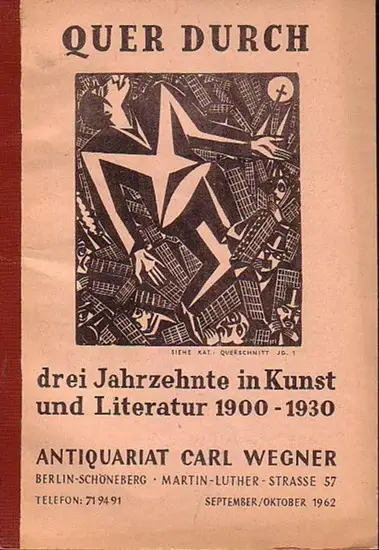 QUER DURCH
SIEHE KAT.: QUERSCHNITT JG. 1
drei Jahrzehnte in Kunst
und Literatur 1900 - 1930
ANTIQUARIAT CARL WEGNER
BERLIN-SCHÖNEBERG · MARTIN-LUTHER-STRASSE 57
TELEFON: 71 94 91 SEPTEMBER/OKTOBER 1962